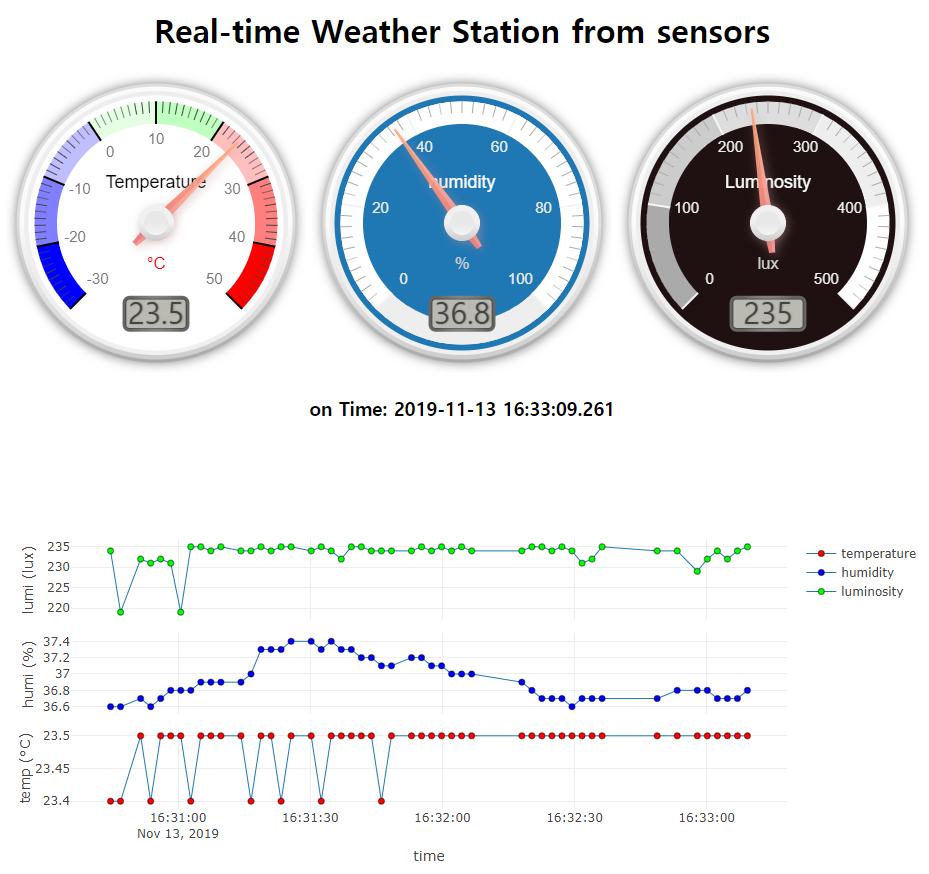 Real-time Weather Station from sensors
-30 -20 -10 0 10 20 30 40 50
Temperature
°C
23.5
0 20 40 60 80 100
Humidity
%
36.8
0 100 200 300 400 500
Luminosity
lux
235
on Time: 2019-11-13 16:33:09.261
lumi (lux)
235
230
225
220
humi (%)
37.4
37.2
37
36.8
36.6
temp (°C)
23.5
23.45
23.4
16:31:00 16:31:30 16:32:00 16:32:30 16:33:00
Nov 13, 2019
time
temperature
humidity
luminosity